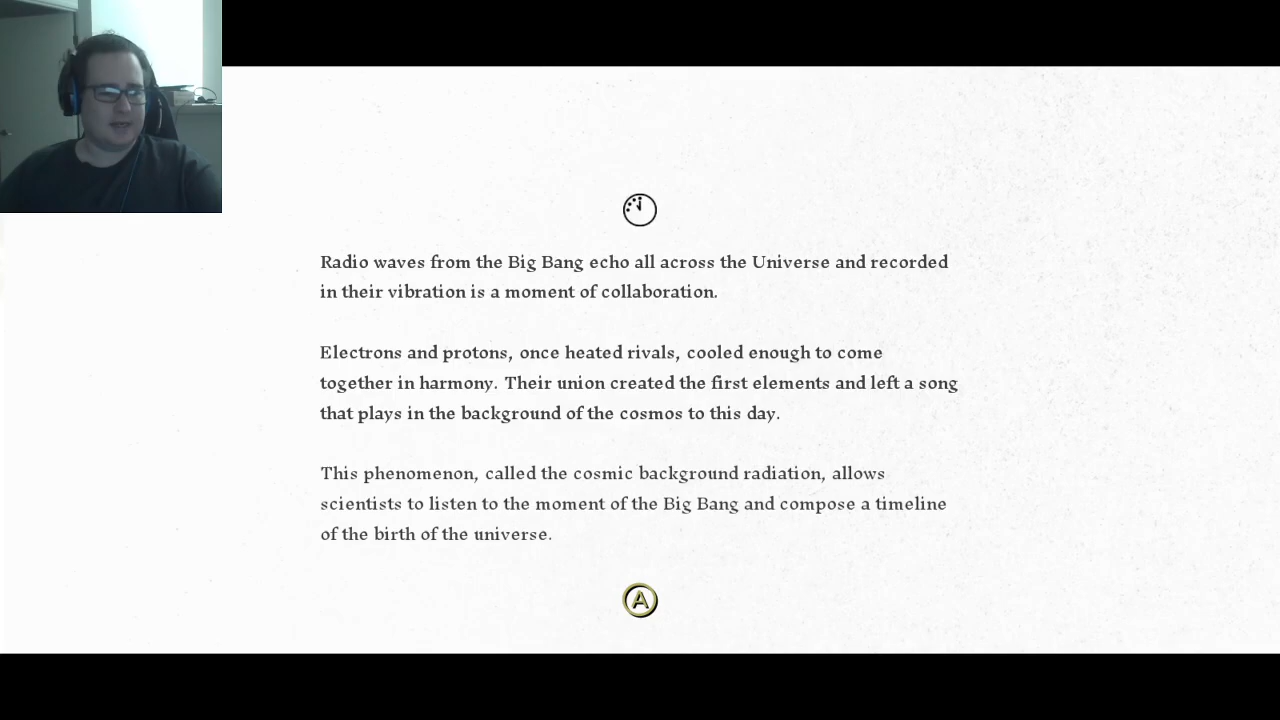 Radio waves from the Big Bang echo all across the Universe and recorded
in their vibration is a moment of collaboration.
Electrons and protons, once heated rivals, cooled enough to come
together in harmony. Their union created the first elements and left a song
that plays in the background of the cosmos to this day.
This phenomenon, called the cosmic background radiation, allows
scientists to listen to the moment of the Big Bang and compose a timeline
of the birth of the universe.
A